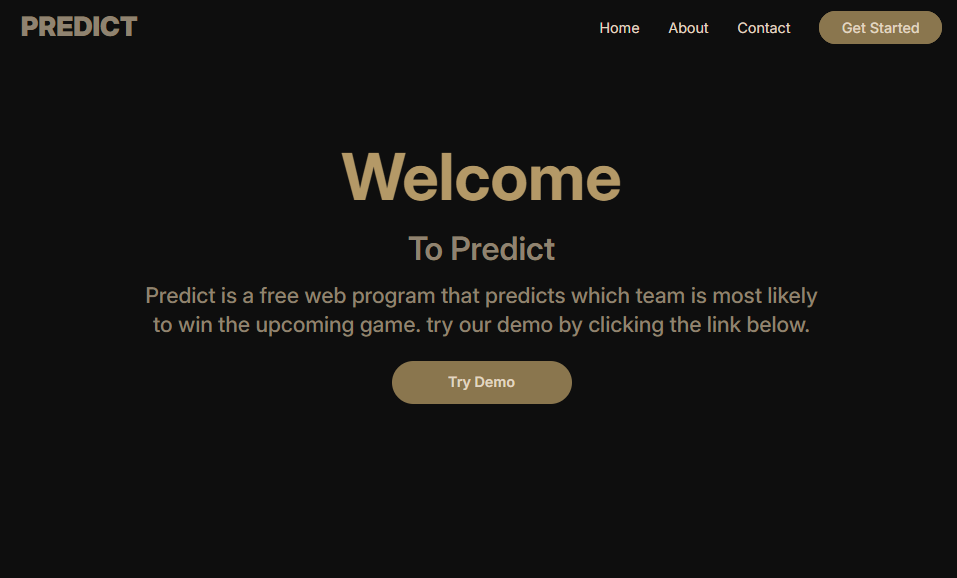 PREDICT
Home About Contact Get Started
Welcome
To Predict
Predict is a free web program that predicts which team is most likely
to win the upcoming game. try our demo by clicking the link below.
Try Demo